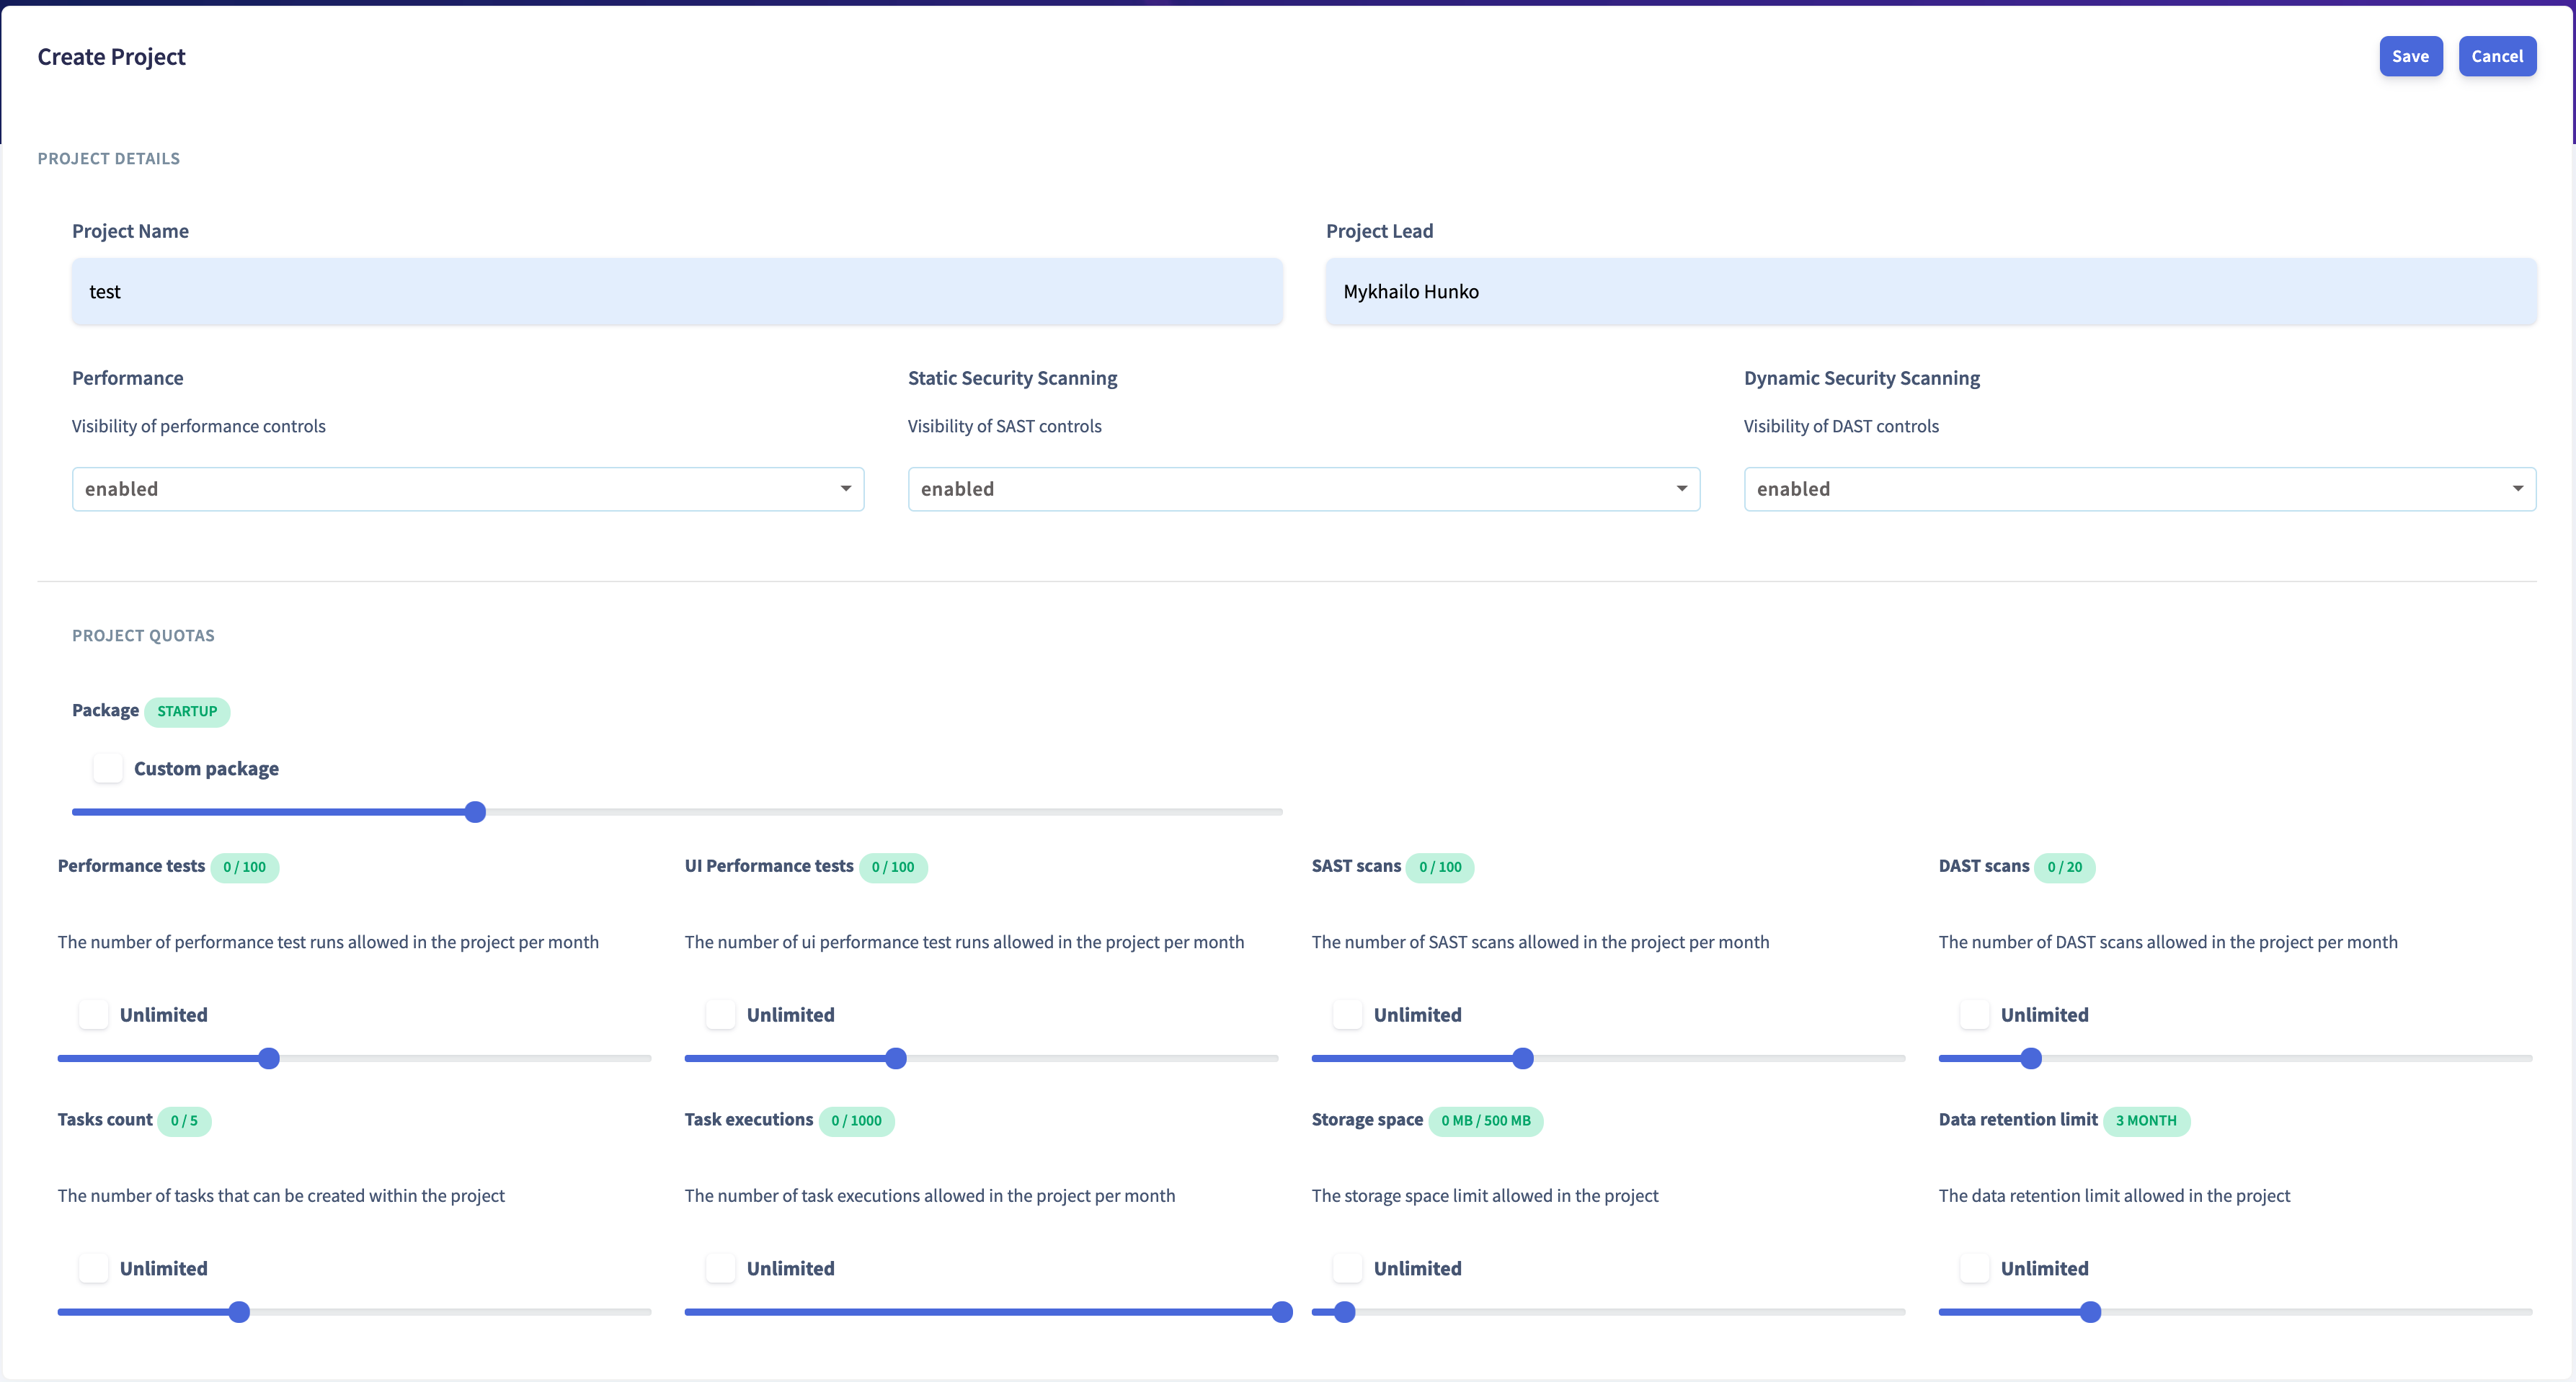 Create Project
Save
Cancel
PROJECT DETAILS
Project Name
Project Lead
test
Mykhailo Hunko
Performance
Static Security Scanning
Dynamic Security Scanning
Visibility of performance controls
Visibility of SAST controls
Visibility of DAST controls
enabled
enabled
enabled
PROJECT QUOTAS
Package STARTUP
Custom package
Performance tests 0 / 100
UI Performance tests 0 / 100
SAST scans 0 / 100
DAST scans 0 / 20
The number of performance test runs allowed in the project per month
The number of ui performance test runs allowed in the project per month
The number of SAST scans allowed in the project per month
The number of DAST scans allowed in the project per month
Unlimited
Unlimited
Unlimited
Unlimited
Tasks count 0 / 5
Task executions 0 / 1000
Storage space 0 MB / 500 MB
Data retention limit 3 MONTH
The number of tasks that can be created within the project
The number of task executions allowed in the project per month
The storage space limit allowed in the project
The data retention limit allowed in the project
Unlimited
Unlimited
Unlimited
Unlimited